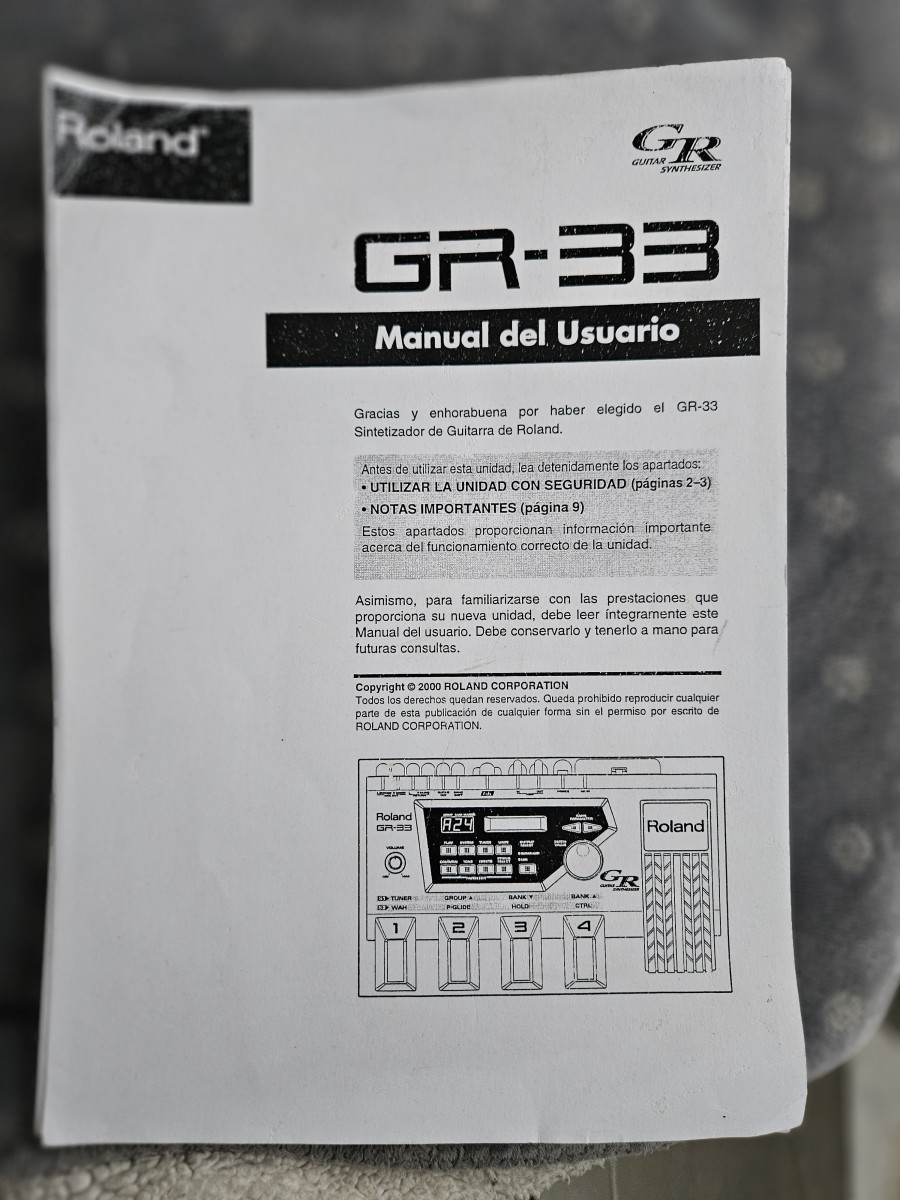 Roland®
GR
GUITAR
SYNTHESIZER
GR-33
Manual del Usuario
Gracias y enhorabuena por haber elegido el GR-33
Sintetizador de Guitarra de Roland.
Antes de utilizar esta unidad, lea detenidamente los apartados:
• UTILIZAR LA UNIDAD CON SEGURIDAD (páginas 2–3)
• NOTAS IMPORTANTES (página 9)
Estos apartados proporcionan información importante
acerca del funcionamiento correcto de la unidad.
Asimismo, para familiarizarse con las prestaciones que
proporciona su nueva unidad, debe leer íntegramente este
Manual del usuario. Debe conservarlo y tenerlo a mano para
futuras consultas.
Copyright © 2000 ROLAND CORPORATION
Todos los derechos quedan reservados. Queda prohibido reproducir cualquier
parte de esta publicación de cualquier forma sin el permiso por escrito de
ROLAND CORPORATION.
Roland
GR-33
A24
VOLUME
Roland
GR
TUNER
GROUP ▲
BANK ▼
BANK ▲
WAH
P-GLIDE
HOLD
CTRL
1
2
3
4